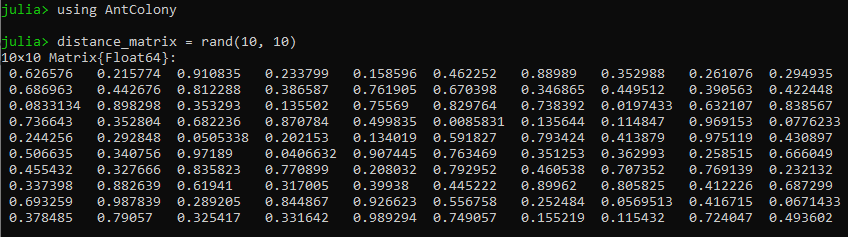 julia> using AntColony
julia> distance_matrix = rand(10, 10)
10×10 Matrix{Float64}:
0.626576 0.215774 0.910835 0.233799 0.158596 0.462252 0.88989 0.352988 0.261076 0.294935
0.686963 0.442676 0.812288 0.386587 0.761905 0.670398 0.346865 0.449512 0.390563 0.422448
0.0833134 0.898298 0.353293 0.135502 0.75569 0.829764 0.738392 0.0197433 0.632107 0.838567
0.736643 0.352804 0.682236 0.870784 0.499835 0.0085831 0.135644 0.114847 0.969153 0.0776233
0.244256 0.292848 0.0505338 0.202153 0.134019 0.591827 0.793424 0.413879 0.975119 0.430897
0.506635 0.340756 0.97189 0.0406632 0.907445 0.763469 0.351253 0.362993 0.258515 0.666049
0.455432 0.327666 0.835823 0.770899 0.208032 0.792952 0.460538 0.707352 0.769139 0.232132
0.337398 0.882639 0.61941 0.317005 0.39938 0.445222 0.89962 0.805825 0.412226 0.687299
0.693259 0.987839 0.289205 0.844867 0.926623 0.556758 0.252484 0.0569513 0.416715 0.0671433
0.378485 0.79057 0.325417 0.331642 0.989294 0.749057 0.155219 0.115432 0.724047 0.493602